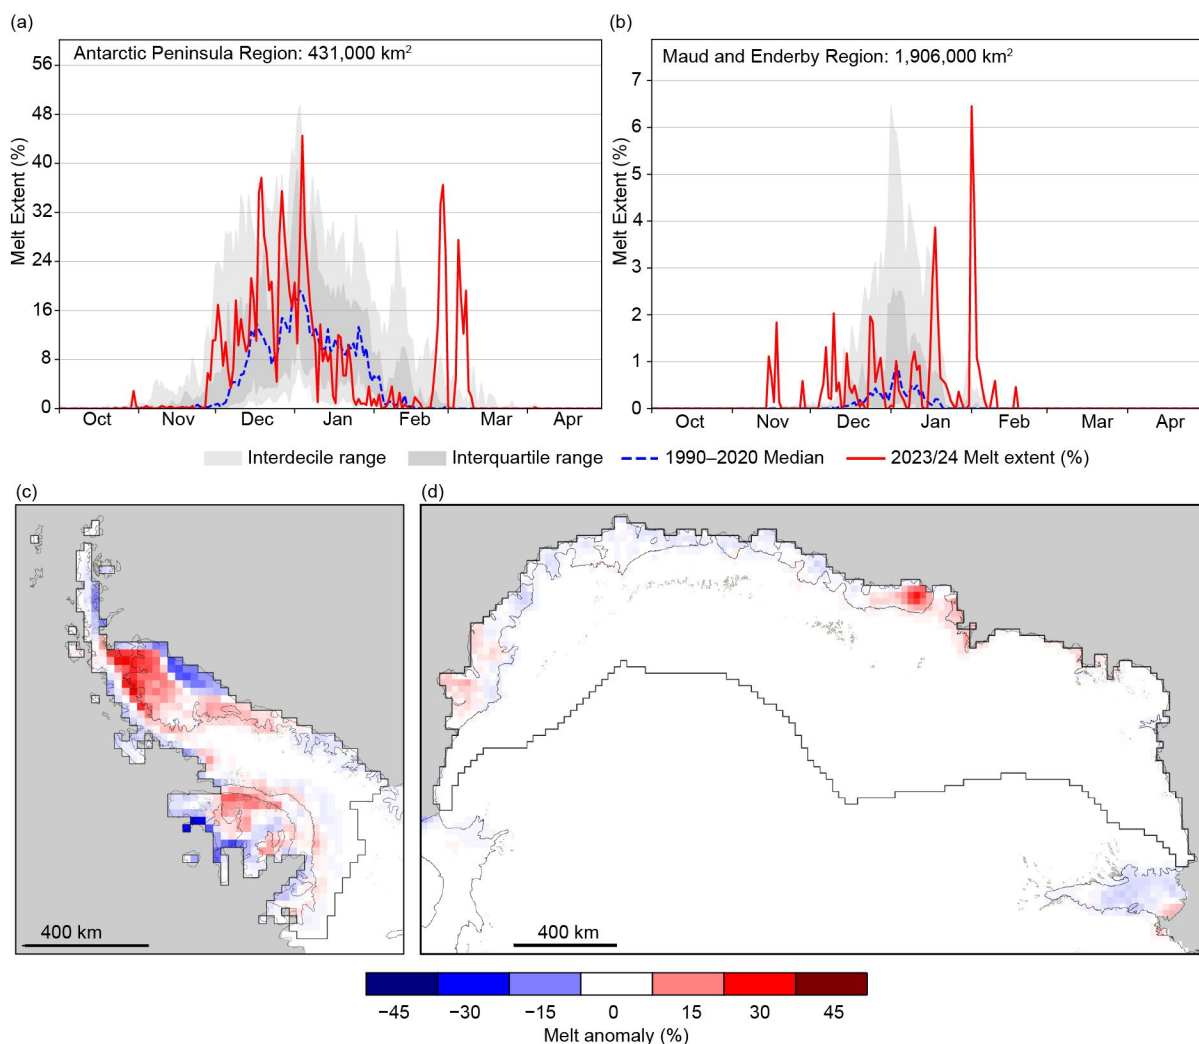 (a)
Antarctic Peninsula Region: 431,000 km²
Melt Extent (%)
56
48
40
32
24
16
8
0
Oct Nov Dec Jan Feb Mar Apr
(b)
Maud and Enderby Region: 1,906,000 km²
Melt Extent (%)
7
6
5
4
3
2
1
0
Oct Nov Dec Jan Feb Mar Apr
Interdecile range Interquartile range 1990–2020 Median 2023/24 Melt extent (%)
(c)
400 km
(d)
400 km
−45 −30 −15 0 15 30 45
Melt anomaly (%)